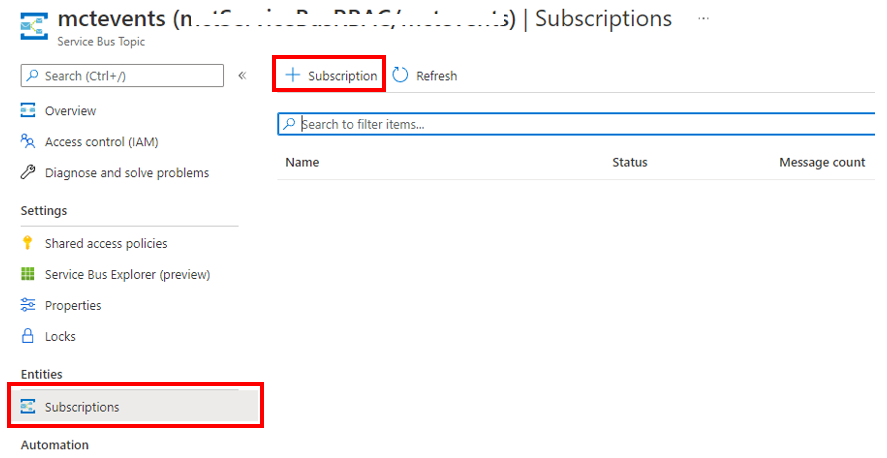 mctevents () | Subscriptions ...
Service Bus Topic
Search (Ctrl+/) «
Overview
Access control (IAM)
Diagnose and solve problems
Settings
Shared access policies
Service Bus Explorer (preview)
Properties
Locks
Entities
Subscriptions
Automation
+ Subscription Refresh
Search to filter items...
Name Status Message count